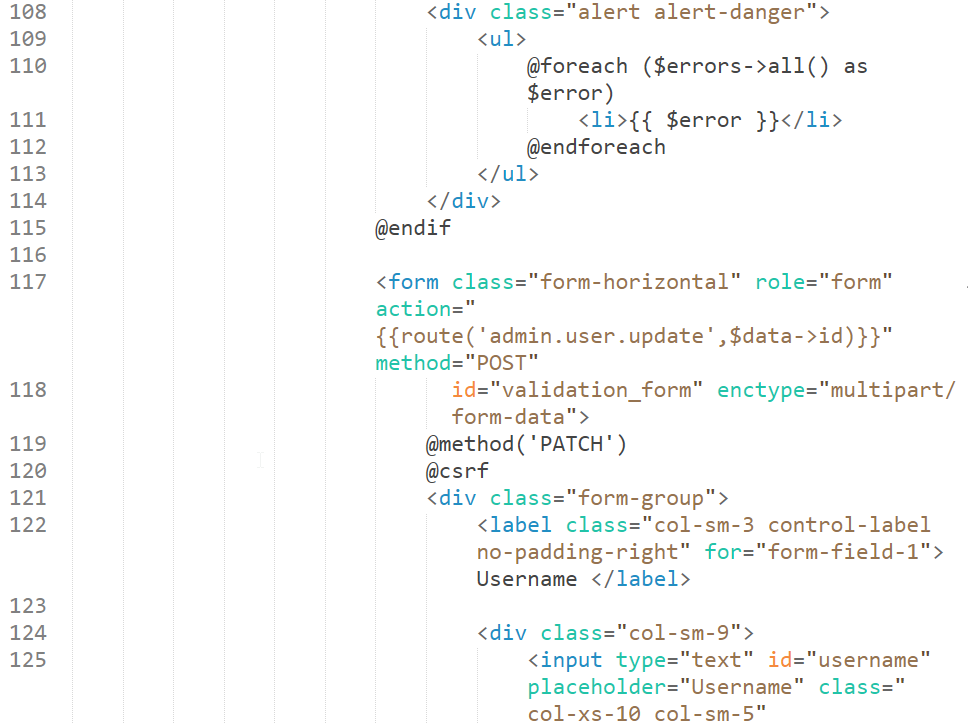 108 <div class="alert alert-danger">
109 <ul>
110 @foreach ($errors->all() as
$error)
111 <li>{{ $error }}</li>
112 @endforeach
113 </ul>
114 </div>
115 @endif
116
117 <form class="form-horizontal" role="form"
action="
{{route('admin.user.update',$data->id)}}"
method="POST"
118 id="validation_form" enctype="multipart/
form-data">
119 @method('PATCH')
120 @csrf
121 <div class="form-group">
122 <label class="col-sm-3 control-label
no-padding-right" for="form-field-1">
Username </label>
123
124 <div class="col-sm-9">
125 <input type="text" id="username"
placeholder="Username" class="
col-xs-10 col-sm-5"